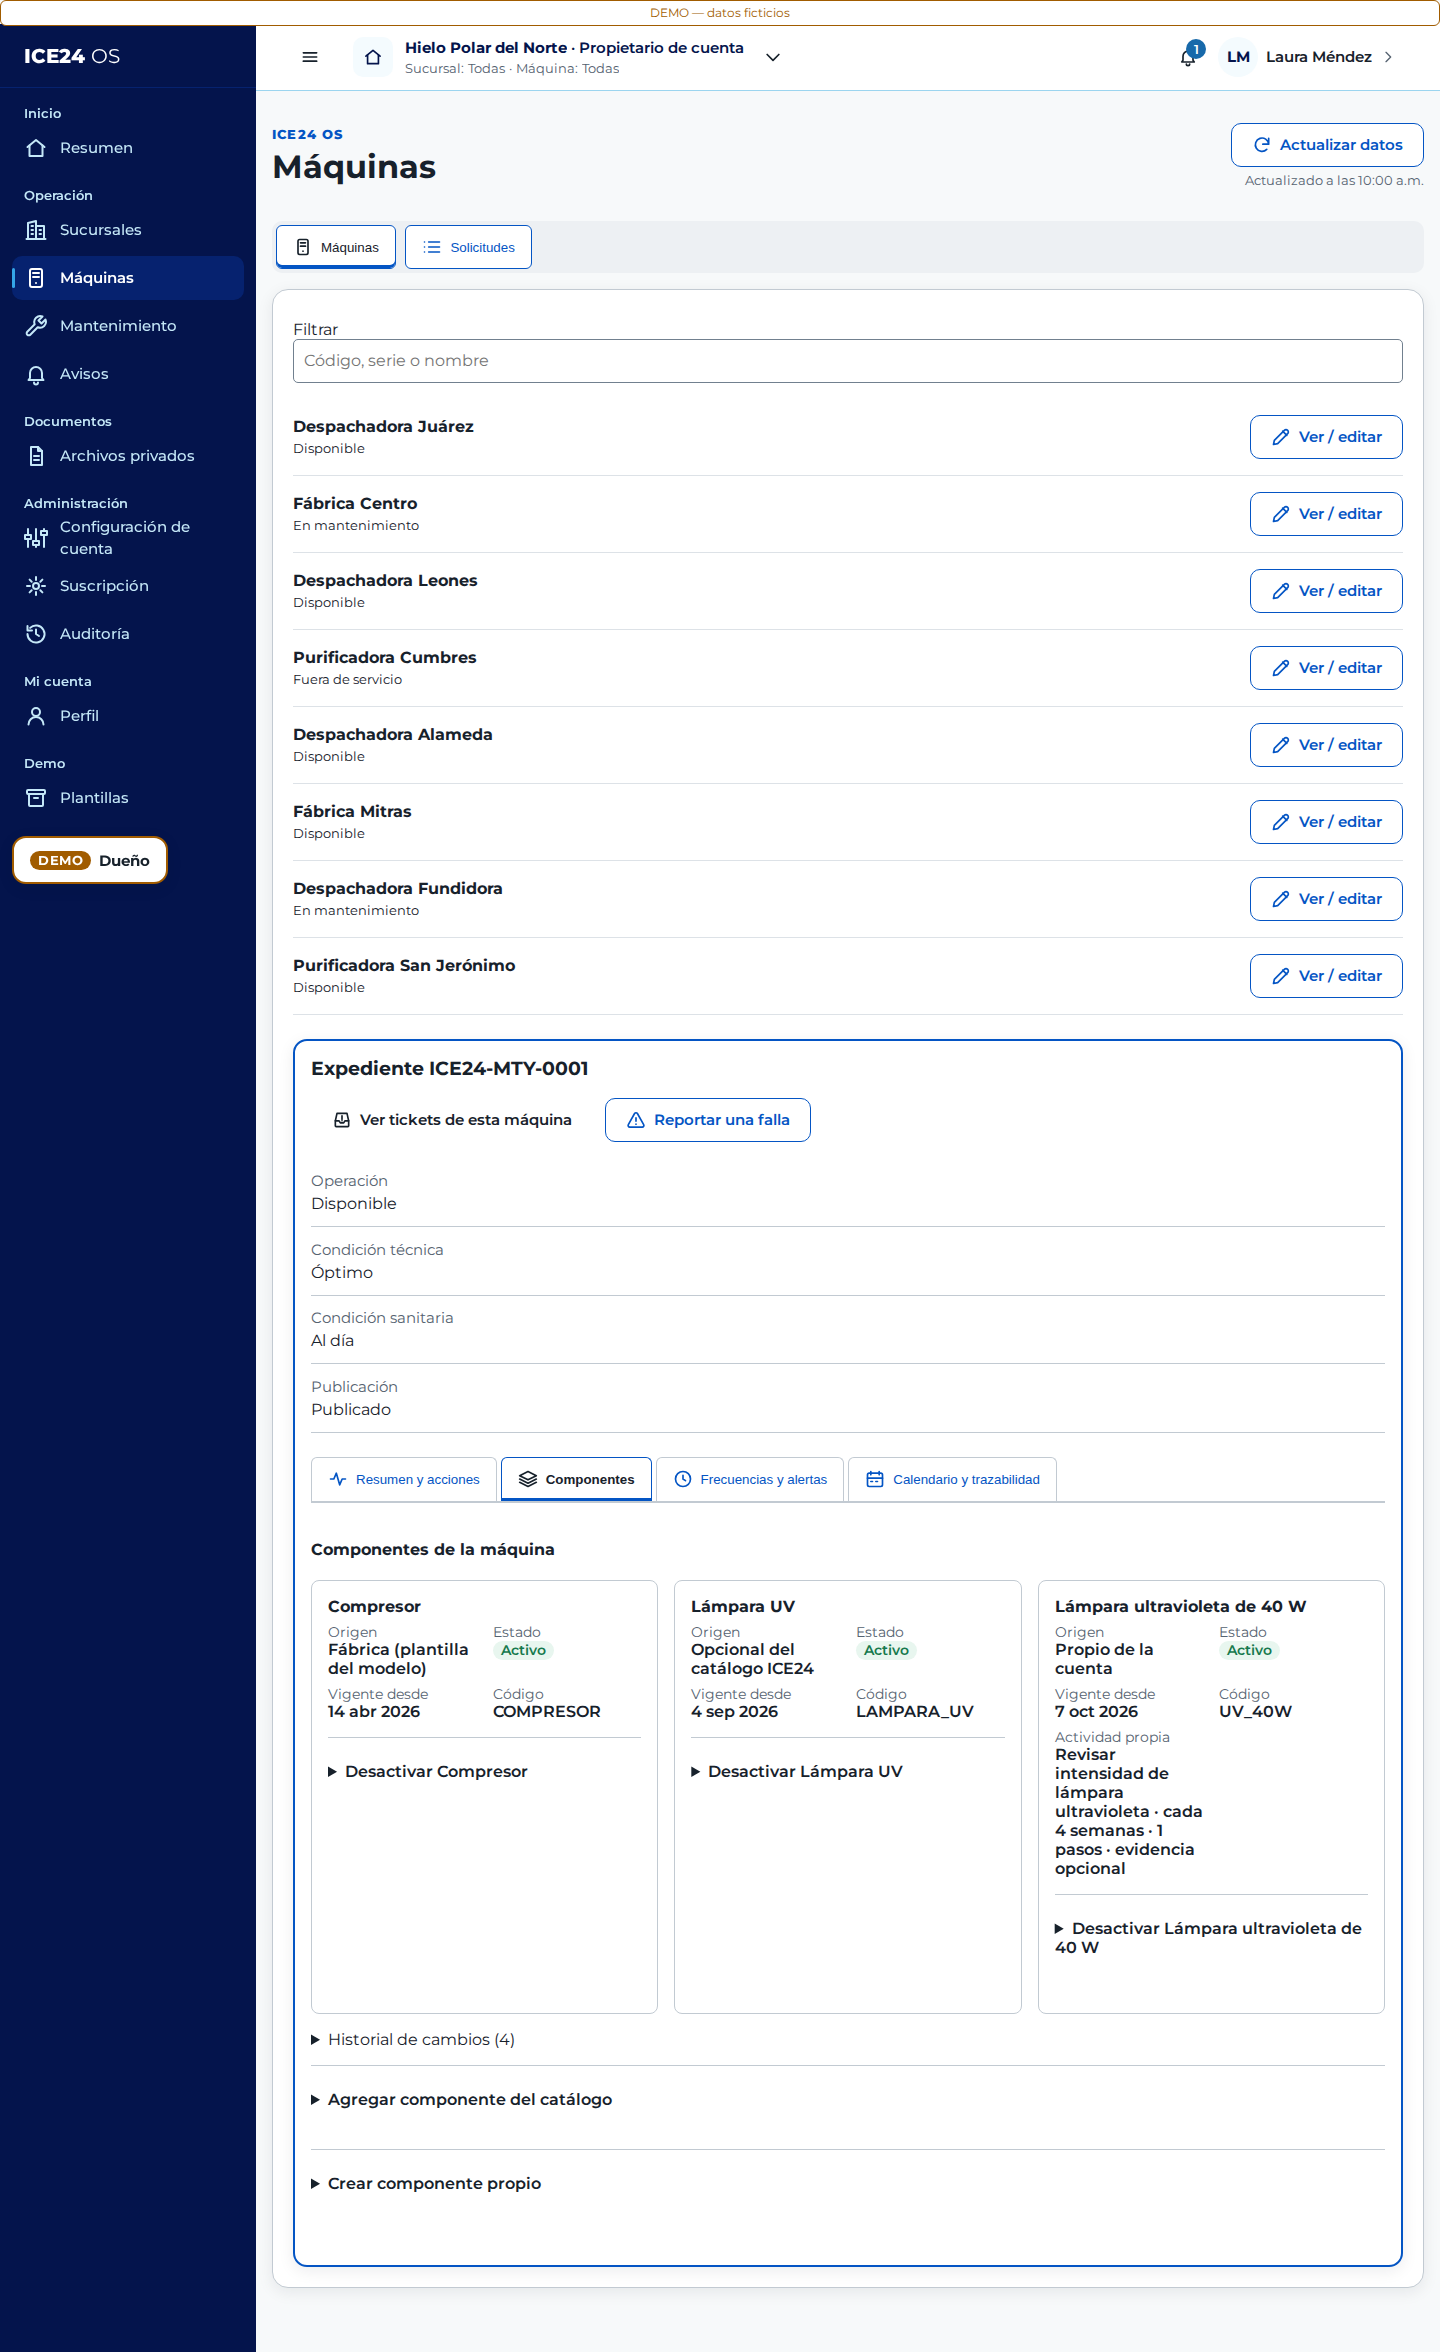 DEMO — datos ficticios
ICE24 OS
Inicio
Resumen
Operación
Sucursales
Máquinas
Mantenimiento
Avisos
Documentos
Archivos privados
Administración
Configuración de
cuenta
Suscripción
Auditoría
Mi cuenta
Perfil
Demo
Plantillas
DEMO Dueño
Hielo Polar del Norte · Propietario de cuenta
Sucursal: Todas · Máquina: Todas
1
LM Laura Méndez
ICE24 OS
Máquinas
Actualizar datos
Actualizado a las 10:00 a.m.
Máquinas Solicitudes
Filtrar
Código, serie o nombre
Despachadora Juárez
Disponible
Ver / editar
Fábrica Centro
En mantenimiento
Ver / editar
Despachadora Leones
Disponible
Ver / editar
Purificadora Cumbres
Fuera de servicio
Ver / editar
Despachadora Alameda
Disponible
Ver / editar
Fábrica Mitras
Disponible
Ver / editar
Despachadora Fundidora
En mantenimiento
Ver / editar
Purificadora San Jerónimo
Disponible
Ver / editar
Expediente ICE24-MTY-0001
Ver tickets de esta máquina Reportar una falla
Operación
Disponible
Condición técnica
Óptimo
Condición sanitaria
Al día
Publicación
Publicado
Resumen y acciones Componentes Frecuencias y alertas Calendario y trazabilidad
Componentes de la máquina
Compresor
Origen Estado
Fábrica (plantilla Activo
del modelo)
Vigente desde Código
14 abr 2026 COMPRESOR
Desactivar Compresor
Lámpara UV
Origen Estado
Opcional del Activo
catálogo ICE24
Vigente desde Código
4 sep 2026 LAMPARA_UV
Desactivar Lámpara UV
Lámpara ultravioleta de 40 W
Origen Estado
Propio de la Activo
cuenta
Vigente desde Código
7 oct 2026 UV_40W
Actividad propia
Revisar
intensidad de
lámpara
ultravioleta · cada
4 semanas · 1
pasos · evidencia
opcional
Desactivar Lámpara ultravioleta de
40 W
Historial de cambios (4)
Agregar componente del catálogo
Crear componente propio